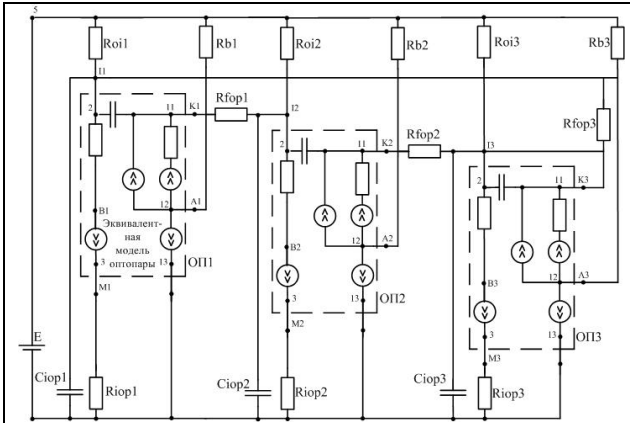 5
Roi1
Rb1
Roi2
Rb2
Roi3
Rb3
I1
2
11
K1
Rfop1
I2
2
11
K2
Rfop2
I3
Rfop3
2
11
K3
12
A1
B1
Эквивалент-
ная
модель
оптопары
3
13
ОП1
M1
12
A2
B2
3
13
ОП2
M2
12
A3
B3
3
13
ОП3
M3
E
Ciop1
Riop1
Ciop2
Riop2
Ciop3
Riop3